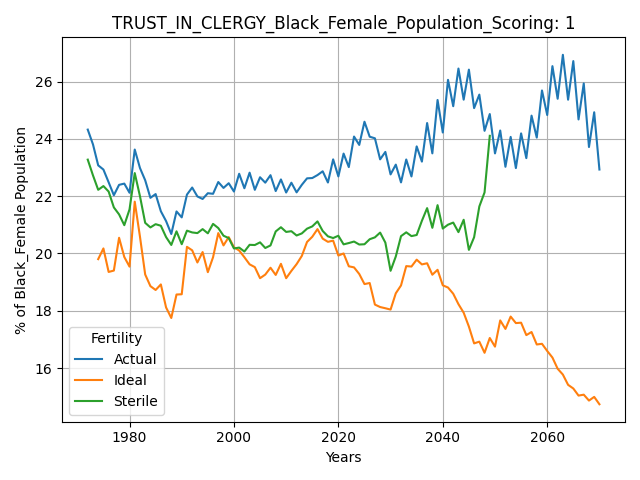 TRUST_IN_CLERGY_Black_Female_Population_Scoring: 1
% of Black_Female Population
26
24
22
20
18
16
Fertility
Actual
Ideal
Sterile
1980 2000 2020 2040 2060
Years